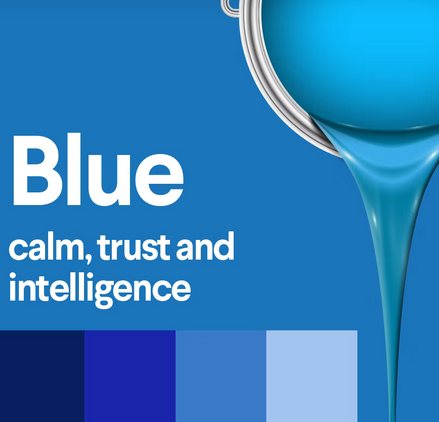 Blue
calm, trust and
intelligence